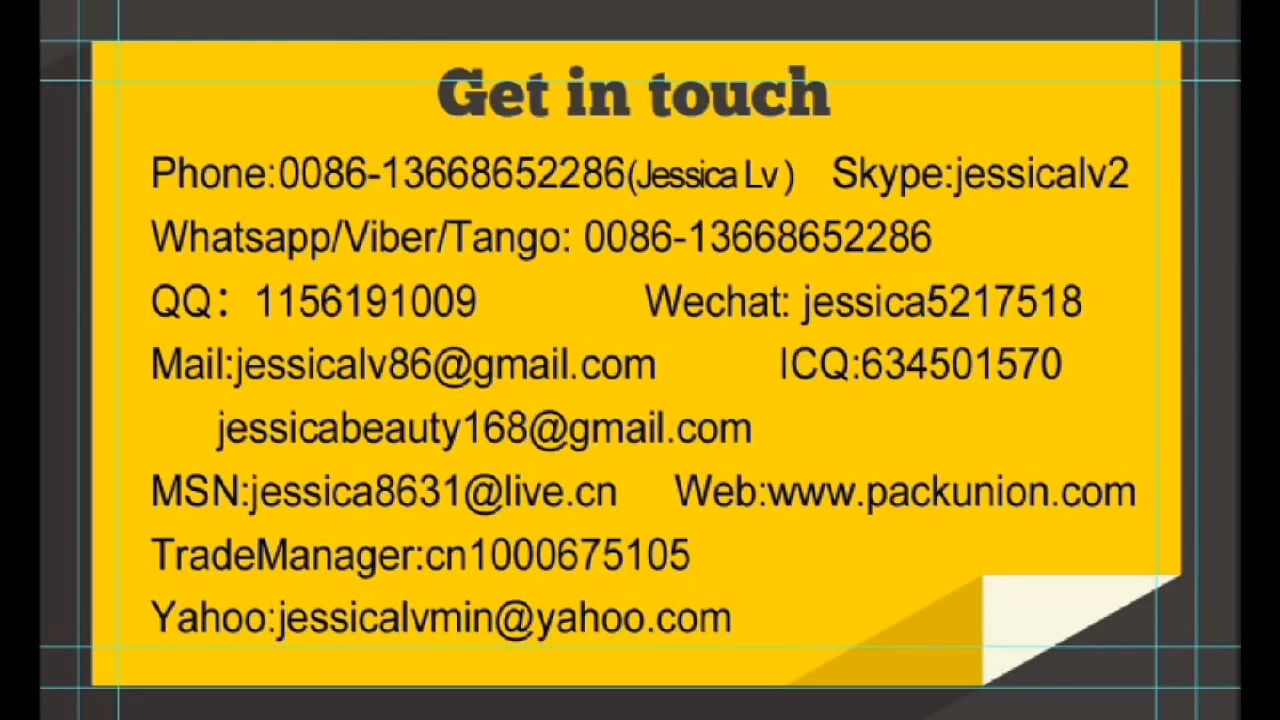 Get in touch
Phone:0086-13668652286(Jessica Lv ) Skype:jessicalv2
Whatsapp/Viber/Tango: 0086-13668652286
QQ：1156191009 Wechat: jessica5217518
Mail:jessicalv86@gmail.com ICQ:634501570
jessicabeauty168@gmail.com
MSN:jessica8631@live.cn Web:www.packunion.com
TradeManager:cn1000675105
Yahoo:jessicalvmin@yahoo.com